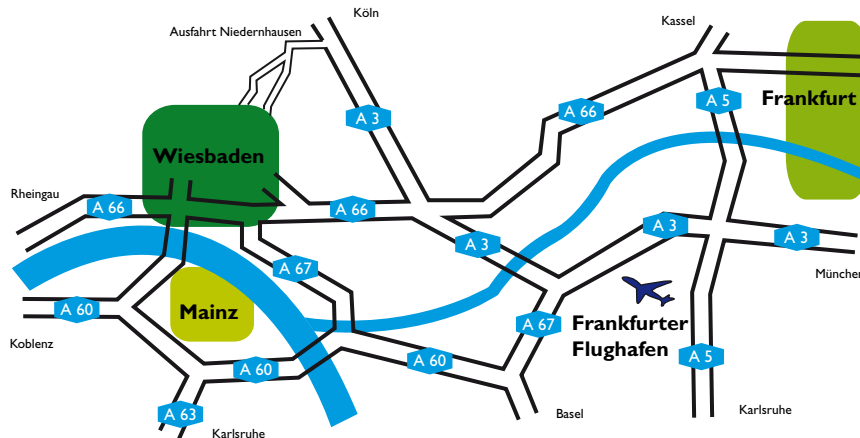 Köln
Kassel
Ausfahrt Niedernhausen
A 5
Frankfurt
A 66
A 3
Wiesbaden
Rheingau
A 66
A 66
A 3
A 3
A 3
A 67
München
Mainz
A 60
Koblenz
A 67
Frankfurter
Flughafen
A 60
A 60
A 5
A 63
Basel
Karlsruhe
Karlsruhe